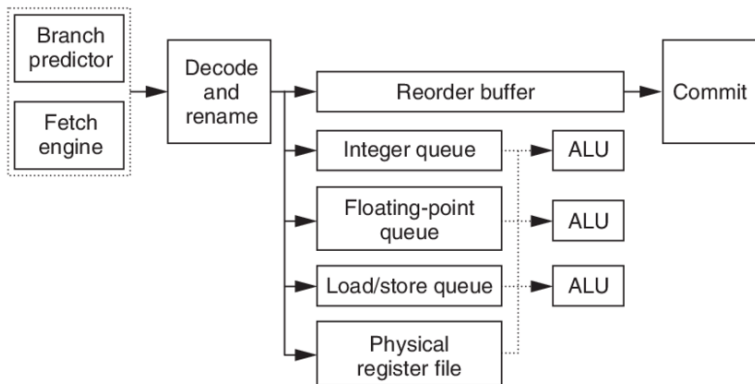 Branch
predictor
Fetch
engine
Decode
and
rename
Reorder buffer
Integer queue
Floating-point
queue
Load/store queue
Physical
register file
ALU
ALU
ALU
Commit